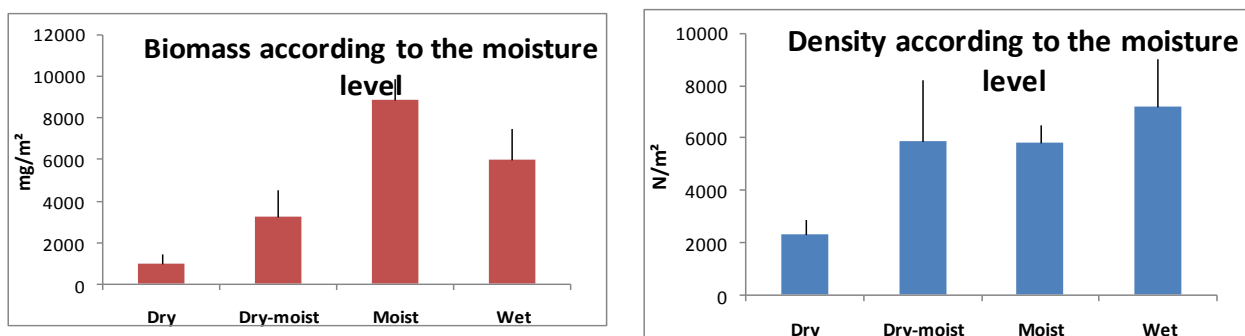 Biomass according to the moisture
level
12000
10000
8000
6000
4000
2000
0
mg/m²
Dry Dry-moist Moist Wet
Density according to the moisture
level
10000
8000
6000
4000
2000
0
N/m²
Dry Dry-moist Moist Wet